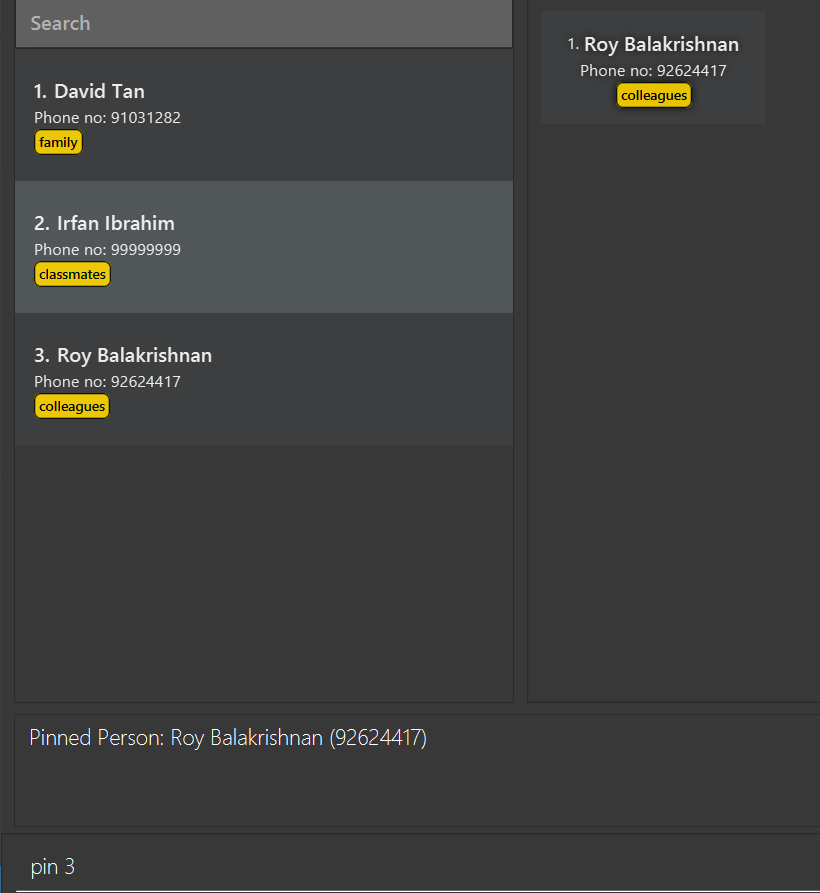 Search
1. David Tan
Phone no: 91031282
family
2. Irfan Ibrahim
Phone no: 99999999
classmates
3. Roy Balakrishnan
Phone no: 92624417
colleagues
1. Roy Balakrishnan
Phone no: 92624417
colleagues
Pinned Person: Roy Balakrishnan (92624417)
pin 3